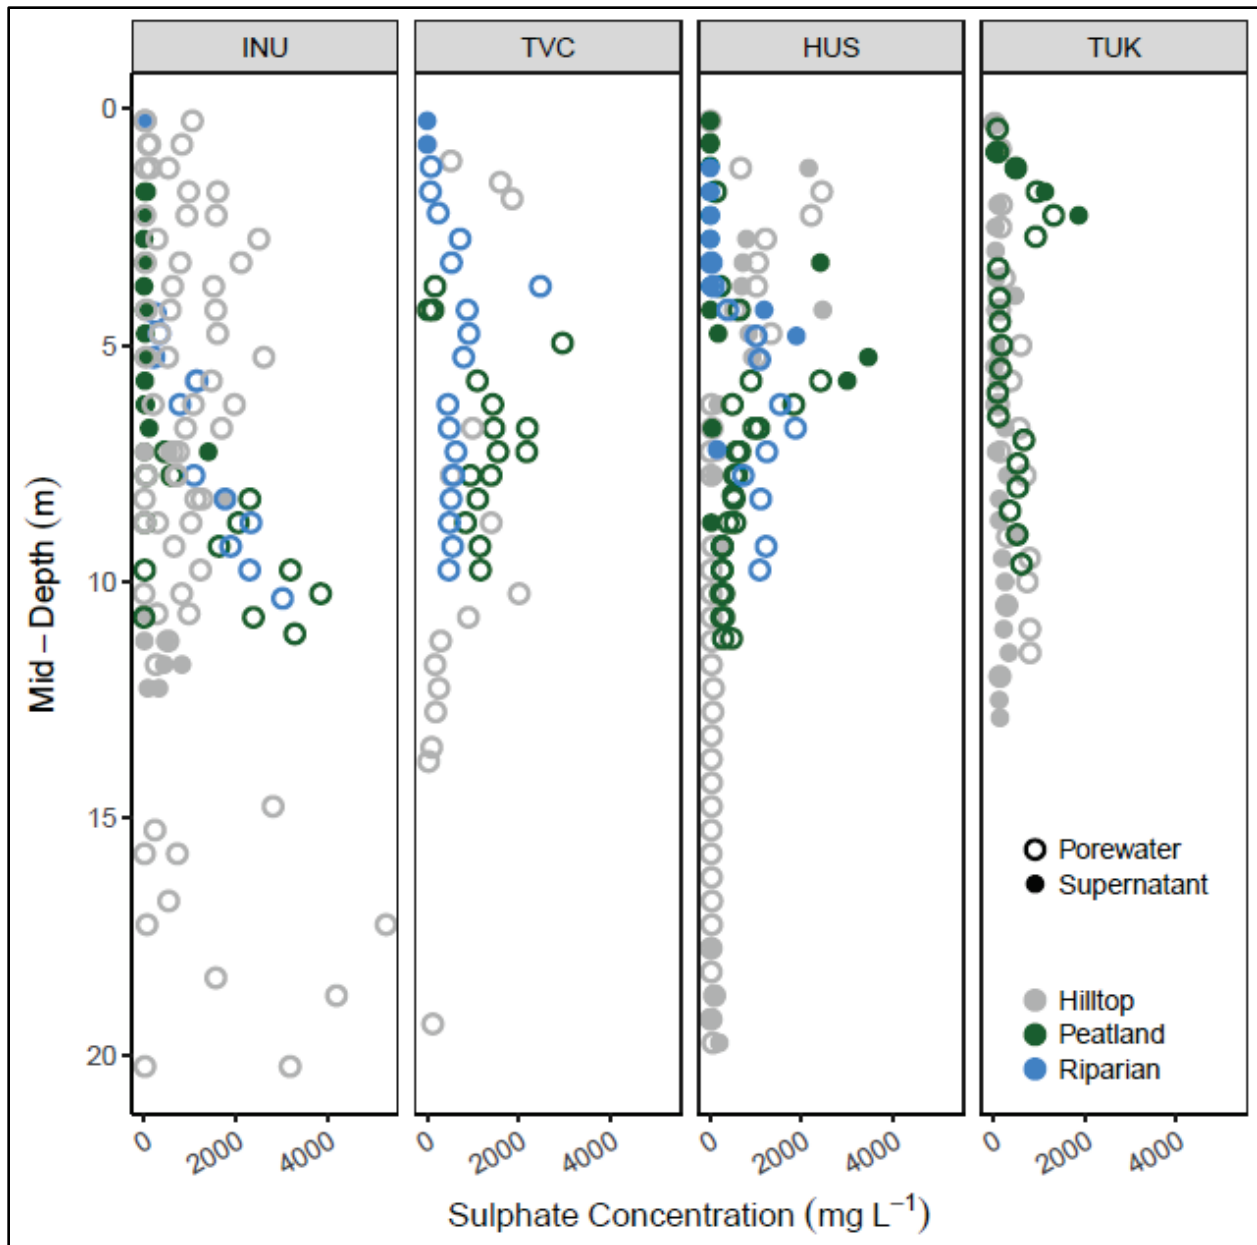 INU TVC HUS TUK
0
5
10
15
20
Mid – Depth (m)
Porewater
Supernatant
Hilltop
Peatland
Riparian
0 2000 4000 0 2000 4000 0 2000 4000 0 2000 4000
Sulphate Concentration (mg L⁻¹)